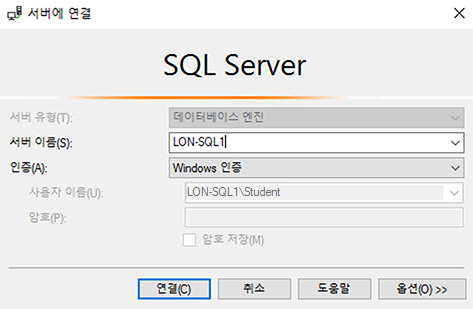 서버에 연결
SQL Server
서버 유형(T): 데이터베이스 엔진
서버 이름(S): LON-SQL1
인증(A): Windows 인증
사용자 이름(U): LON-SQL1\Student
암호(P):
암호 저장(M)
연결(C) 취소 도움말 옵션(O) >>